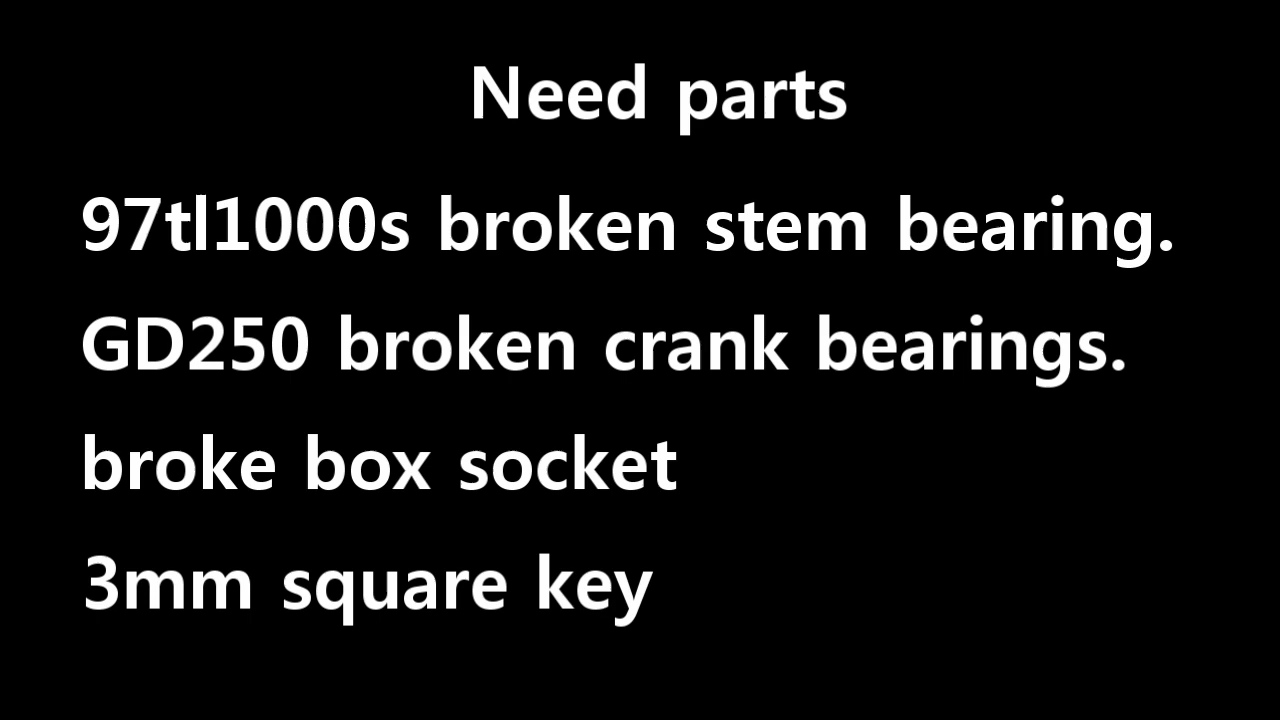 Need parts
97tl1000s broken stem bearing.
GD250 broken crank bearings.
broke box socket
3mm square key